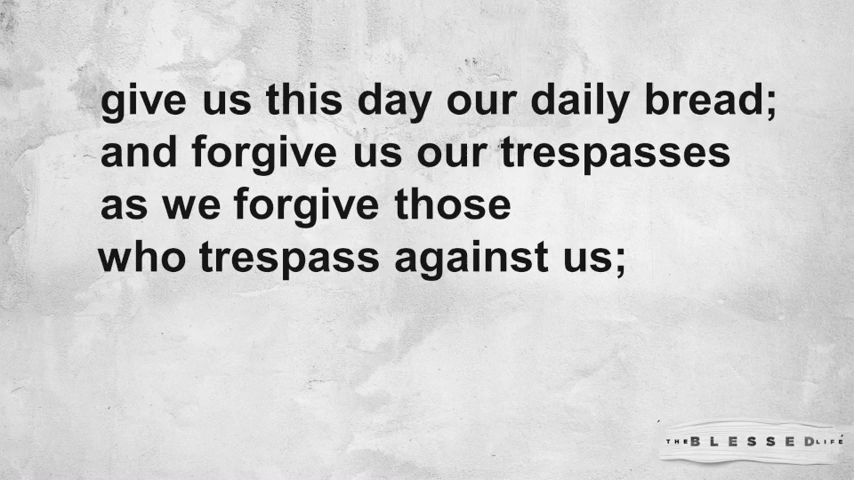 give us this day our daily bread;
and forgive us our trespasses
as we forgive those
who trespass against us;
THE BLESSED LIFE